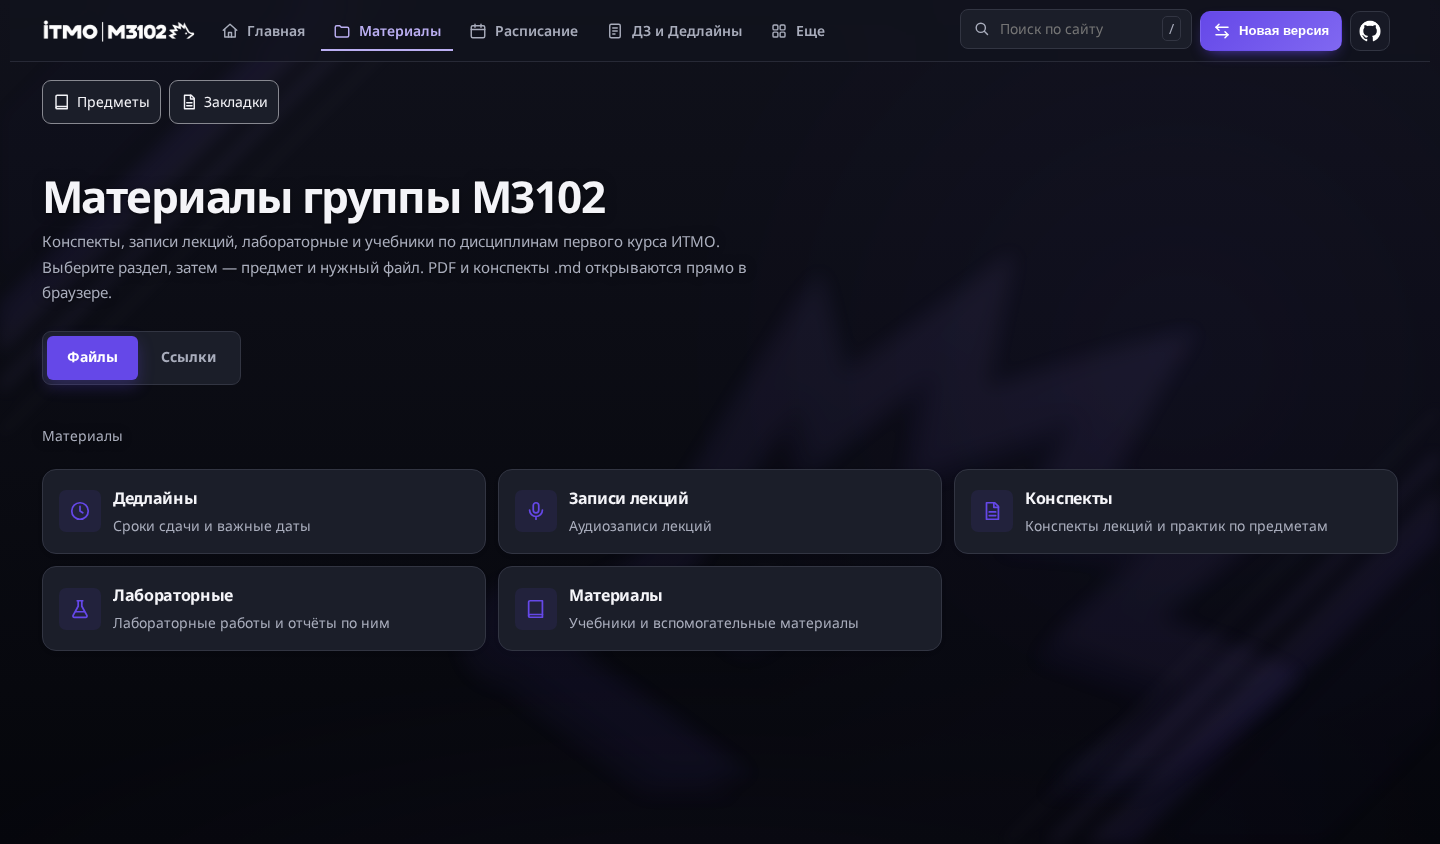 ITMO | M3102
Главная
Материалы
Расписание
ДЗ и Дедлайны
Еще
Поиск по сайту
/
Новая версия
Предметы
Закладки
Материалы группы М3102
Конспекты, записи лекций, лабораторные и учебники по дисциплинам первого курса ИТМО.
Выберите раздел, затем — предмет и нужный файл. PDF и конспекты .md открываются прямо в
браузере.
Файлы
Ссылки
Материалы
Дедлайны
Сроки сдачи и важные даты
Записи лекций
Аудиозаписи лекций
Конспекты
Конспекты лекций и практик по предметам
Лабораторные
Лабораторные работы и отчёты по ним
Материалы
Учебники и вспомогательные материалы